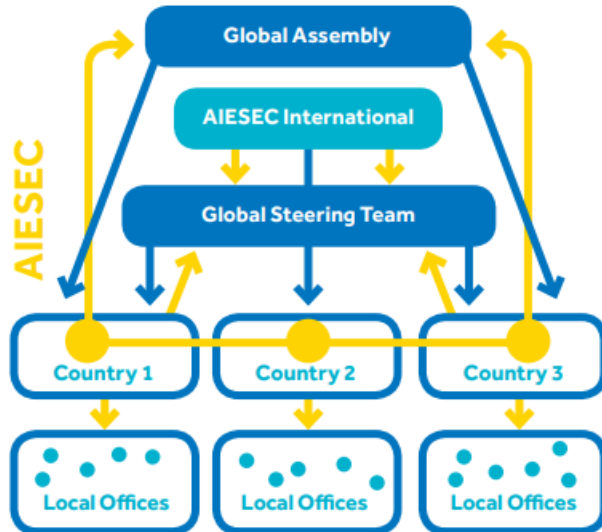 Global Assembly
AIESEC International
AIESEC
Global Steering Team
Country 1
Country 2
Country 3
Local Offices
Local Offices
Local Offices